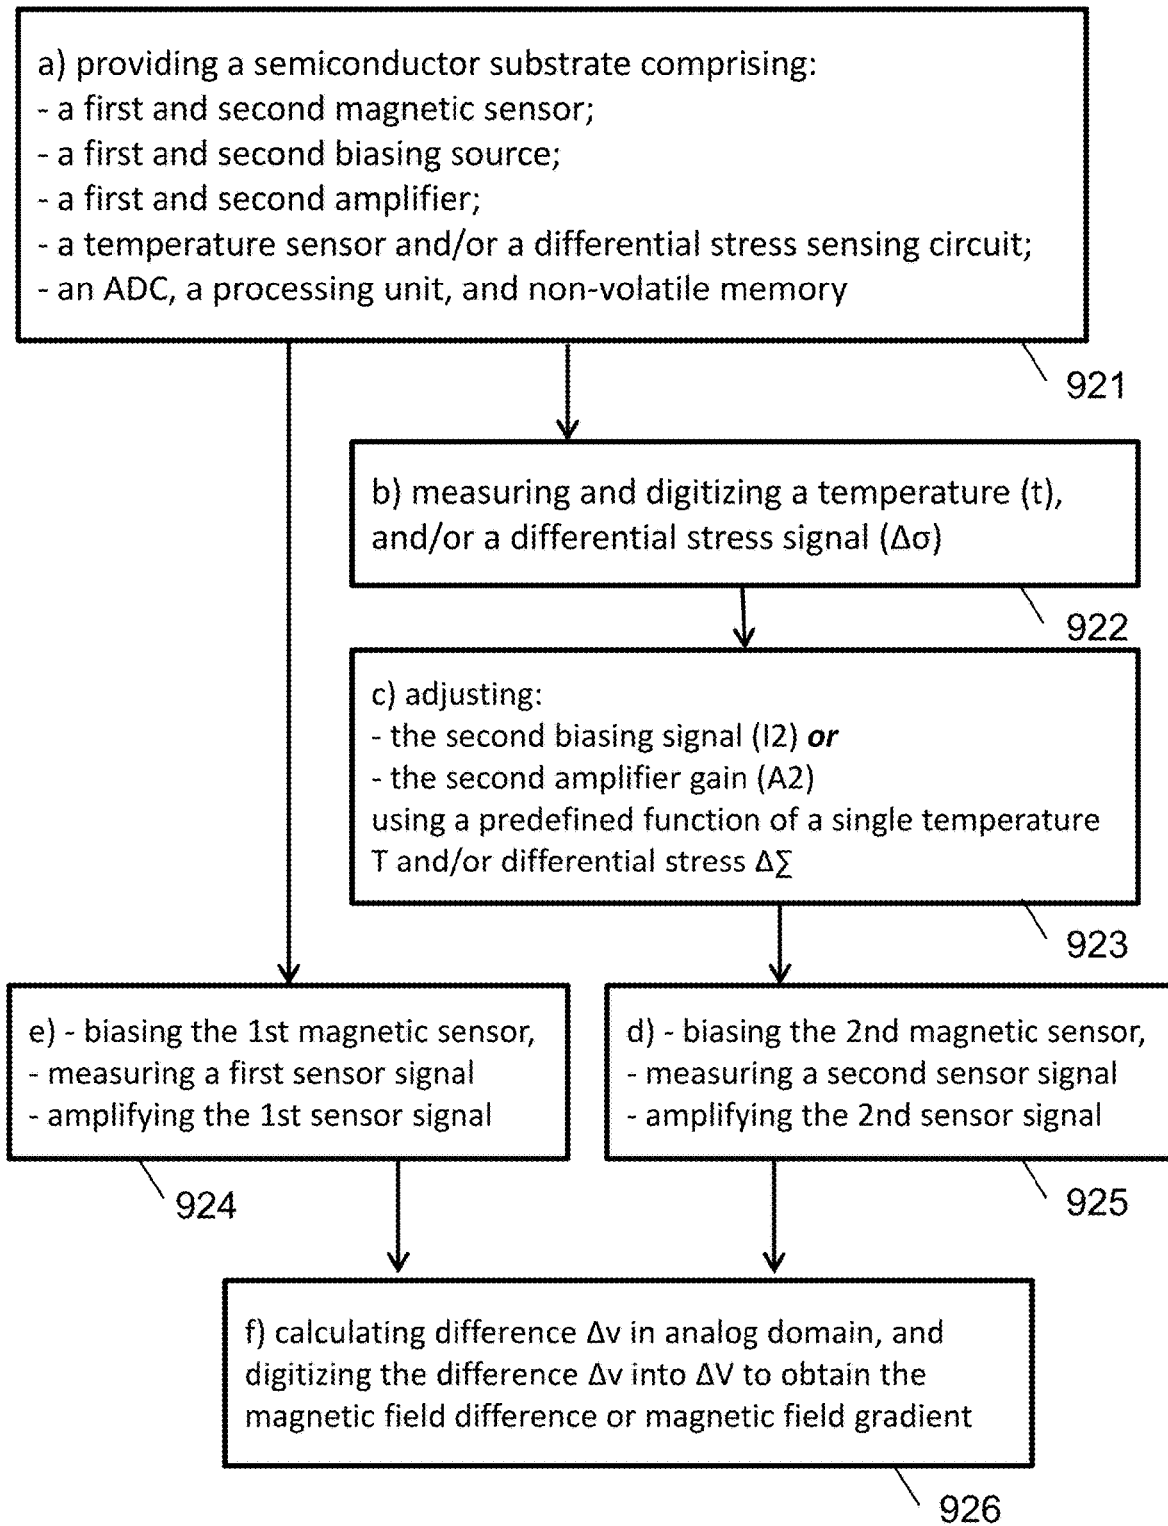 a) providing a semiconductor substrate comprising:
- a first and second magnetic sensor;
- a first and second biasing source;
- a first and second amplifier;
- a temperature sensor and/or a differential stress sensing circuit;
- an ADC, a processing unit, and non-volatile memory
921
b) measuring and digitizing a temperature (t),
and/or a differential stress signal (Δσ)
922
c) adjusting:
- the second biasing signal (I2) or
- the second amplifier gain (A2)
using a predefined function of a single temperature
T and/or differential stress Δ∑
923
e) - biasing the 1st magnetic sensor,
- measuring a first sensor signal
- amplifying the 1st sensor signal
924
d) - biasing the 2nd magnetic sensor,
- measuring a second sensor signal
- amplifying the 2nd sensor signal
925
f) calculating difference Δv in analog domain, and
digitizing the difference Δv into ΔV to obtain the
magnetic field difference or magnetic field gradient
926